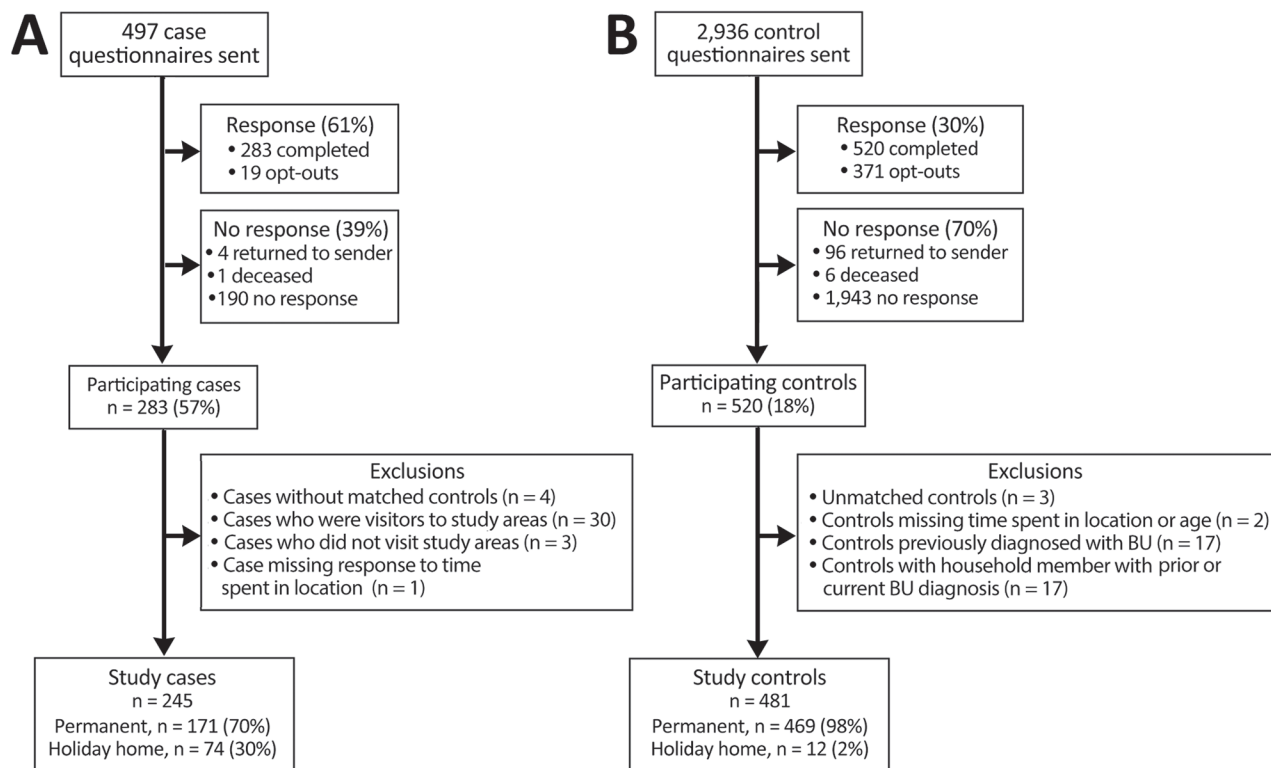 A
497 case
questionnaires sent
Response (61%)
• 283 completed
• 19 opt-outs
No response (39%)
• 4 returned to sender
• 1 deceased
• 190 no response
Participating cases
n = 283 (57%)
Exclusions
• Cases without matched controls (n = 4)
• Cases who were visitors to study areas (n = 30)
• Cases who did not visit study areas (n = 3)
• Case missing response to time
spent in location (n = 1)
Study cases
n = 245
Permanent, n = 171 (70%)
Holiday home, n = 74 (30%)
B
2,936 control
questionnaires sent
Response (30%)
• 520 completed
• 371 opt-outs
No response (70%)
• 96 returned to sender
• 6 deceased
• 1,943 no response
Participating controls
n = 520 (18%)
Exclusions
• Unmatched controls (n = 3)
• Controls missing time spent in location or age (n = 2)
• Controls previously diagnosed with BU (n = 17)
• Controls with household member with prior or
current BU diagnosis (n = 17)
Study controls
n = 481
Permanent, n = 469 (98%)
Holiday home, n = 12 (2%)